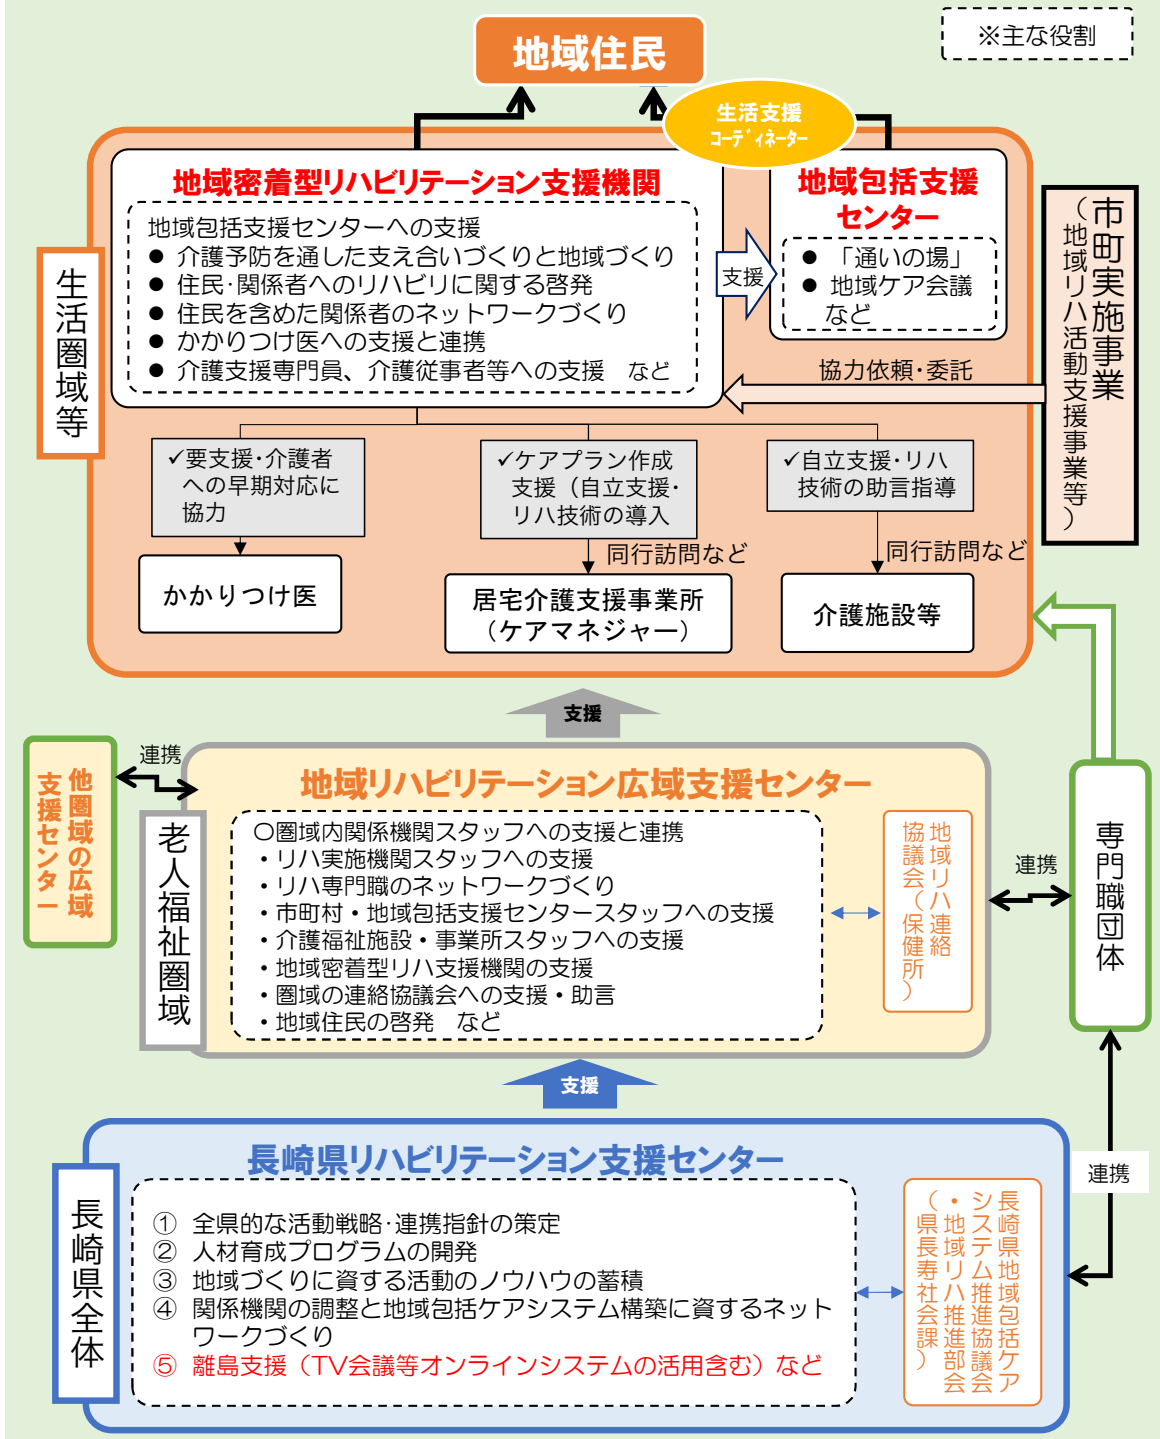 ※主な役割
地域住民
生活支援
コーディネーター
地域密着型リハビリテーション支援機関
地域包括支援センターへの支援
● 介護予防を通した支え合いづくりと地域づくり
● 住民・関係者へのリハビリに関する啓発
● 住民を含めた関係者のネットワークづくり
● かかりつけ医への支援と連携
● 介護支援専門員、介護従事者等への支援　など
支援
地域包括支援
センター
● 「通いの場」
● 地域ケア会議
など
市町実施事業
（地域リハ活動支援事業等）
生活圏域等
協力依頼・委託
✓要支援・介護者
への早期対応に
協力
✓ケアプラン作成
支援（自立支援・
リハ技術の導入
✓自立支援・リハ
技術の助言指導
同行訪問など
同行訪問など
かかりつけ医
居宅介護支援事業所
（ケアマネジャー）
介護施設等
支援
他圏域の広域
支援センター
連携
地域リハビリテーション広域支援センター
老人福祉圏域
〇圏域内関係機関スタッフへの支援と連携
・リハ実施機関スタッフへの支援
・リハ専門職のネットワークづくり
・市町村・地域包括支援センタースタッフへの支援
・介護福祉施設・事業所スタッフへの支援
・地域密着型リハ支援機関の支援
・圏域の連絡協議会への支援・助言
・地域住民の啓発　など
地域リハ連絡
協議会（保健所）
連携
専門職団体
支援
長崎県リハビリテーション支援センター
長崎県全体
① 全県的な活動戦略・連携指針の策定
② 人材育成プログラムの開発
③ 地域づくりに資する活動のノウハウの蓄積
④ 関係機関の調整と地域包括ケアシステム構築に資するネット
ワークづくり
⑤ 離島支援（TV会議等オンラインシステムの活用含む）など
長崎県地域包括ケア
システム推進協議会
・地域リハ推進部会
（県長寿社会課）
連携